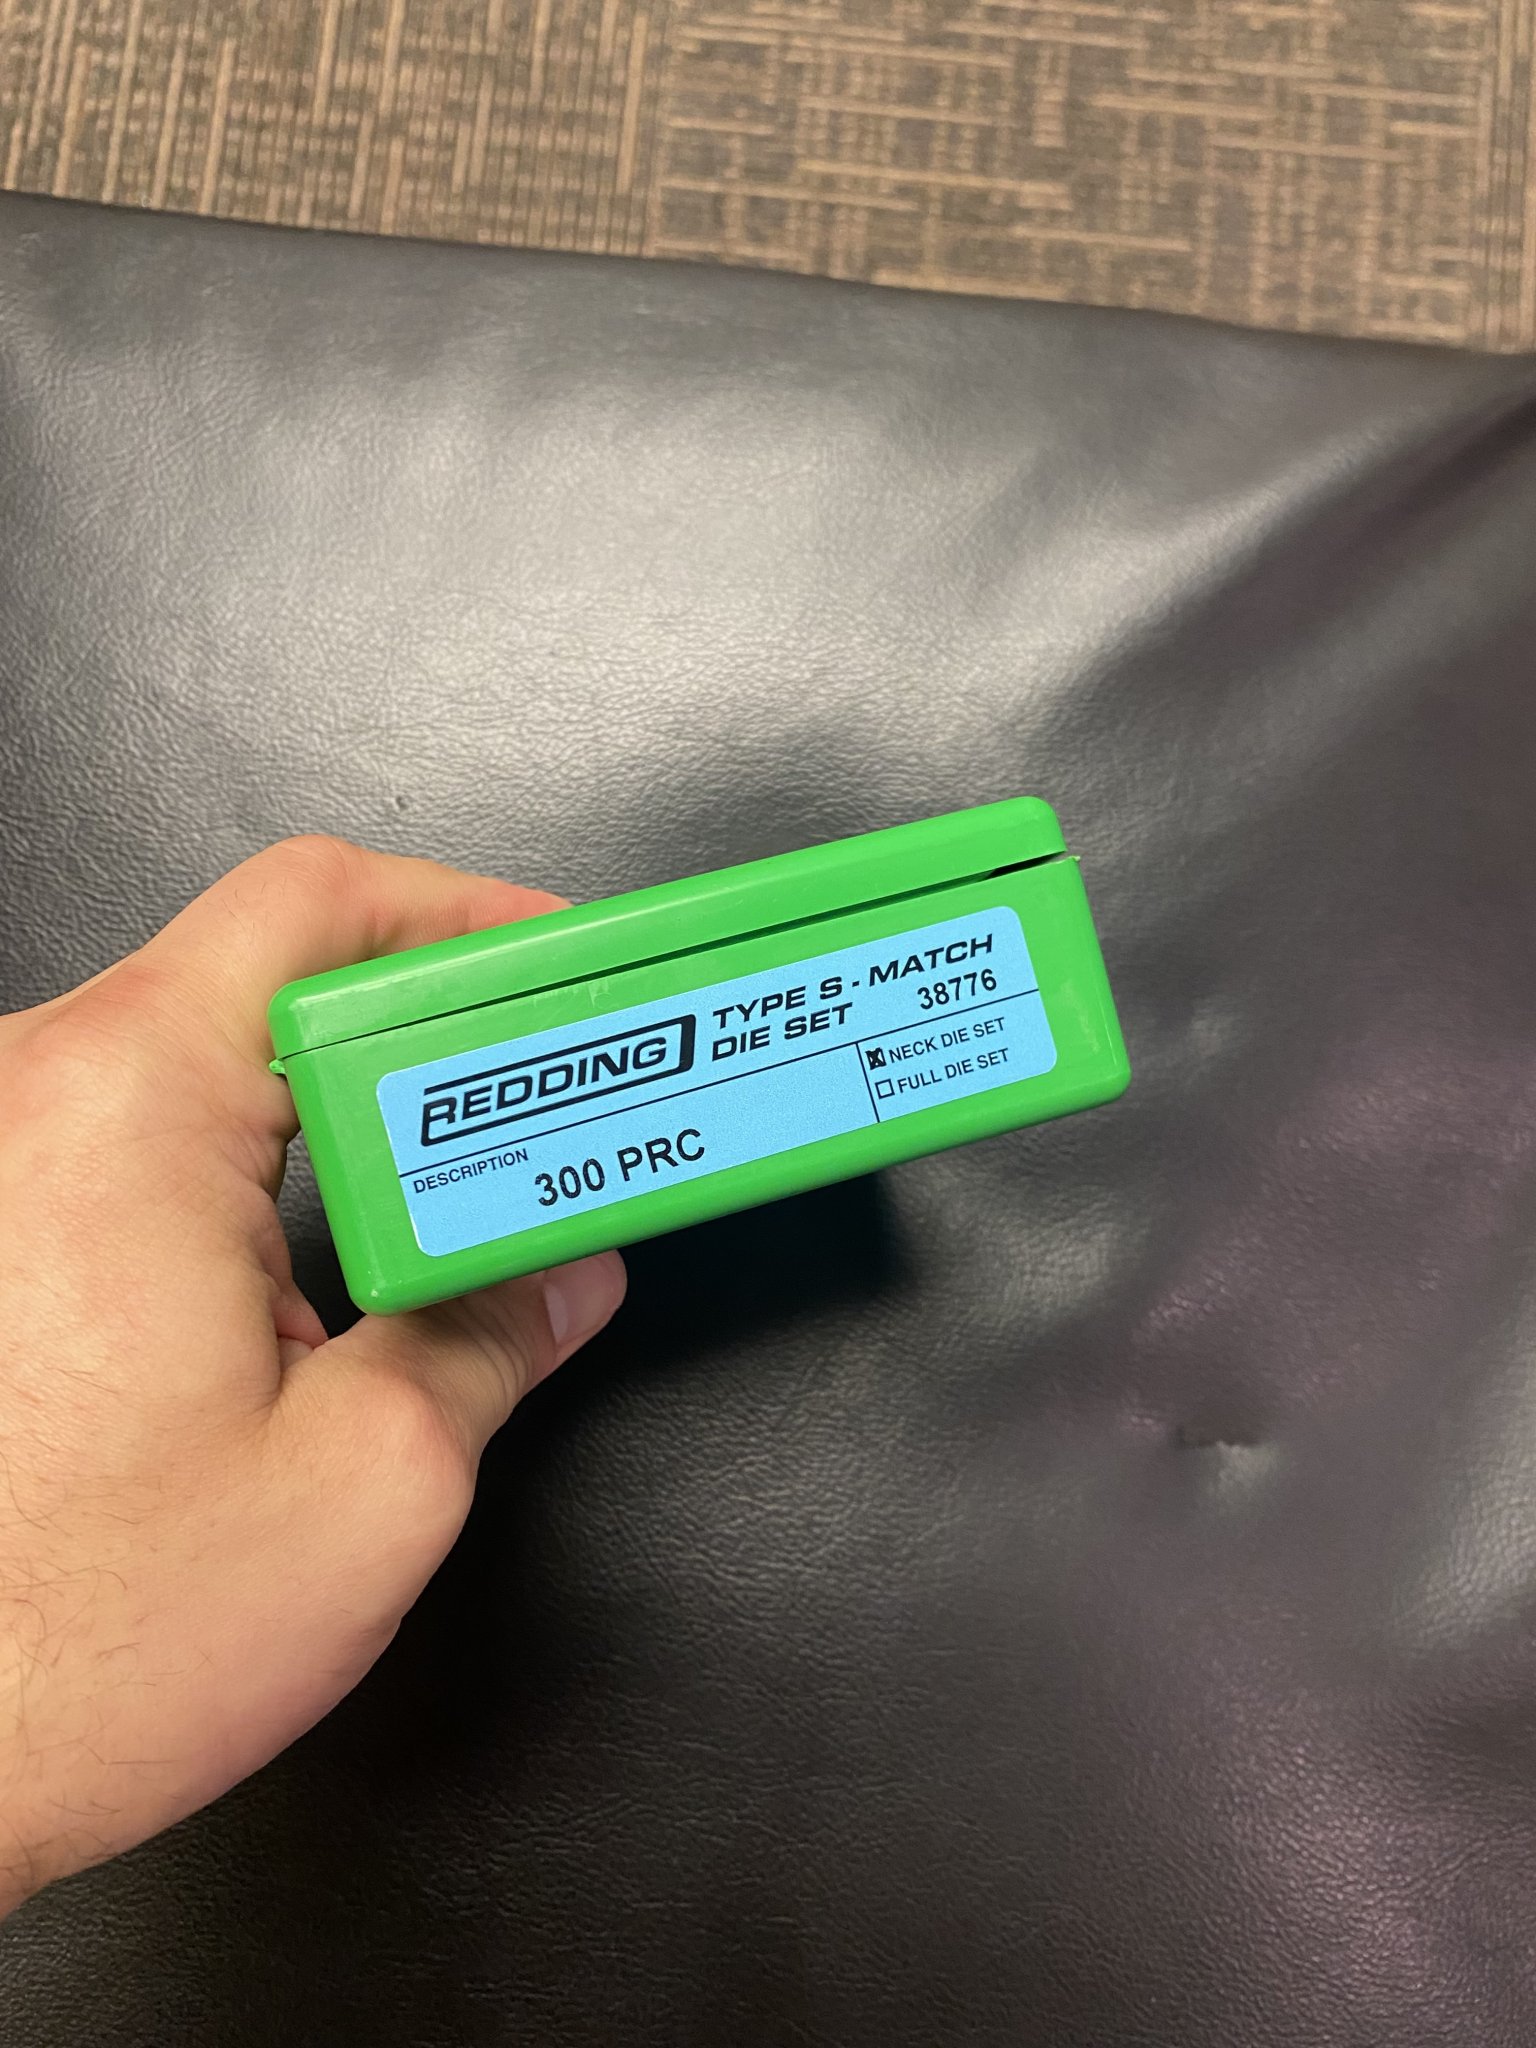 REDDING
TYPE S - MATCH
DIE SET 38776
NECK DIE SET
FULL DIE SET
DESCRIPTION
300 PRC